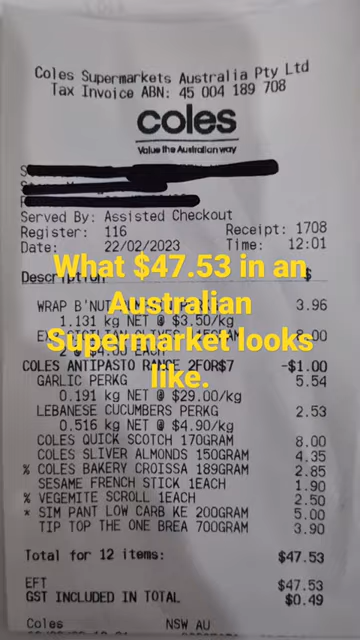 Coles Supermarkets Australia Pty Ltd
Tax Invoice ABN: 45 004 189 708
coles
Value the Australian way
Served By: Assisted Checkout
Register: 116 Receipt: 1708
Date: 22/02/2023 Time: 12:01
Description $
What $47.53 in an
Australian
Supermarket looks
like.
WRAP B'NUT 3.96
1.131 kg NET @ $3.50/kg
8.00
2 @ EACH
COLES ANTIPASTO RANGE 2FOR$7 -$1.00
GARLIC PERKG 5.54
0.191 kg NET @ $29.00/kg
LEBANESE CUCUMBERS PERKG 2.53
0.516 kg NET @ $4.90/kg
COLES QUICK SCOTCH 170GRAM 8.00
COLES SLIVER ALMONDS 150GRAM 4.35
% COLES BAKERY CROISSA 189GRAM 2.85
SESAME FRENCH STICK 1EACH 1.90
% VEGEMITE SCROLL 1EACH 2.50
* SIM PANT LOW CARB KE 200GRAM 5.00
TIP TOP THE ONE BREA 700GRAM 3.90
Total for 12 items: $47.53
EFT $47.53
GST INCLUDED IN TOTAL $0.49
Coles NSW AU